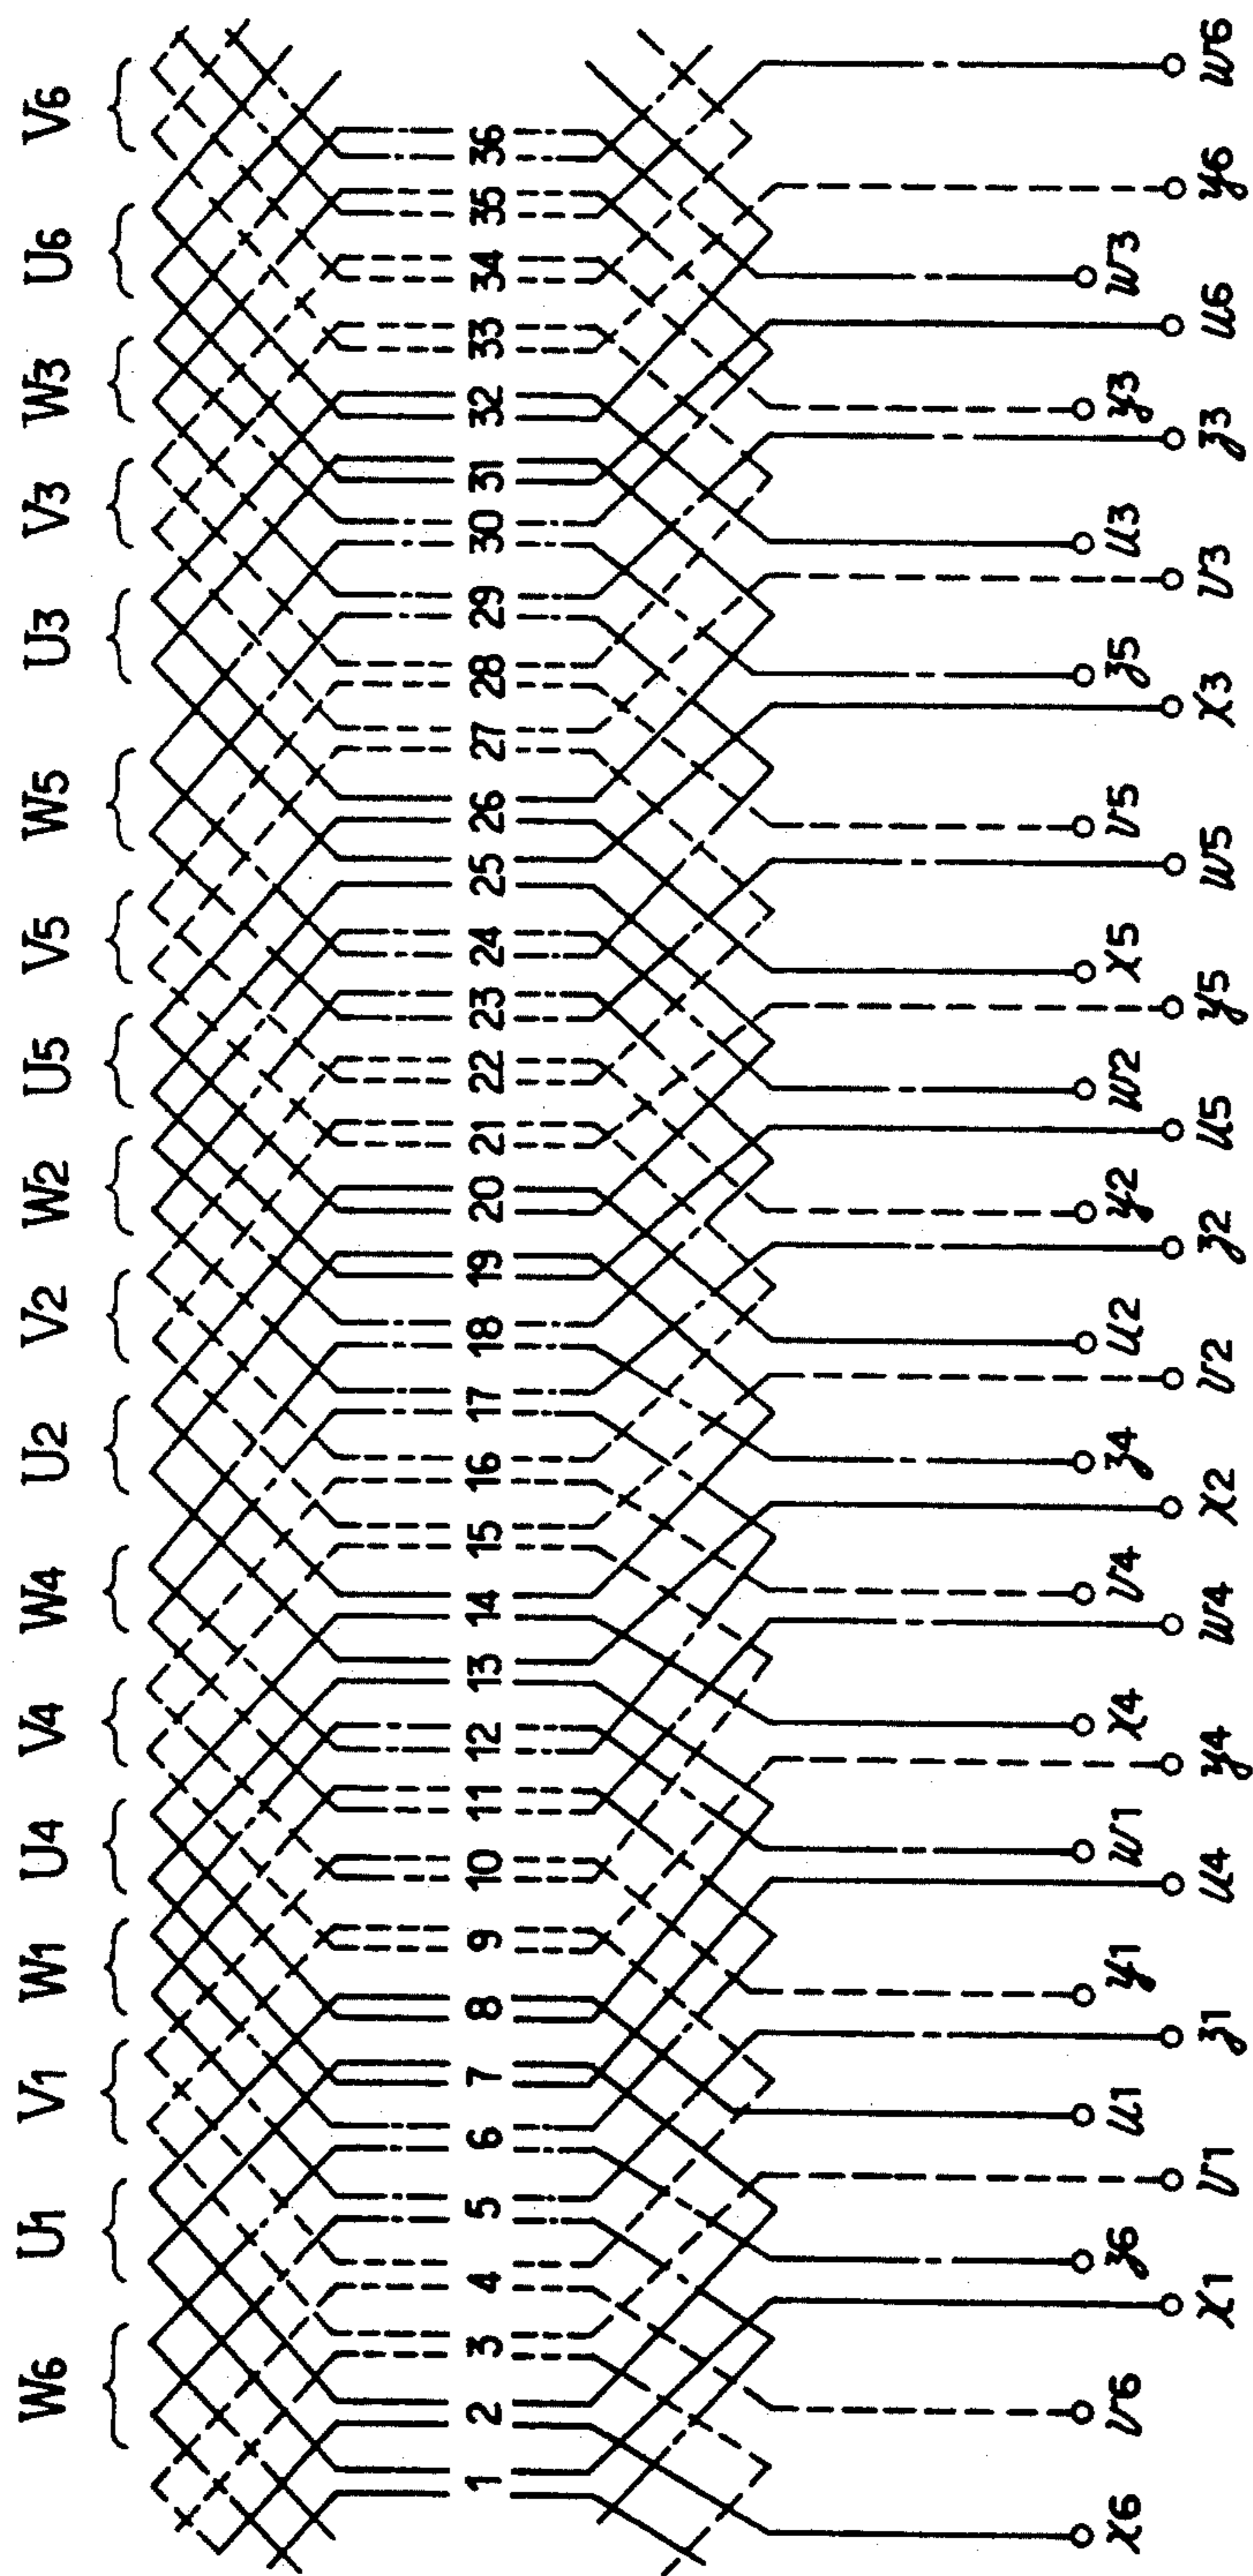 W6 U1 V1 W1 U4 V4 W4 U2 V2 W2 U5 V5 W5 U3 V3 W3 U6 V6
1 2 3 4 5 6 7 8 9 10 11 12 13 14 15 16 17 18 19 20 21 22 23 24 25 26 27 28 29 30 31 32 33 34 35 36
x6 v6 z6 u1 y1 w1 x4 v4 z4 u2 y2 w2 x5 v5 z5 u3 y3 w3
x1 v1 z1 u4 y4 w4 x2 v2 z2 u5 y5 w5 x3 v3 z3 u6 y6 w6